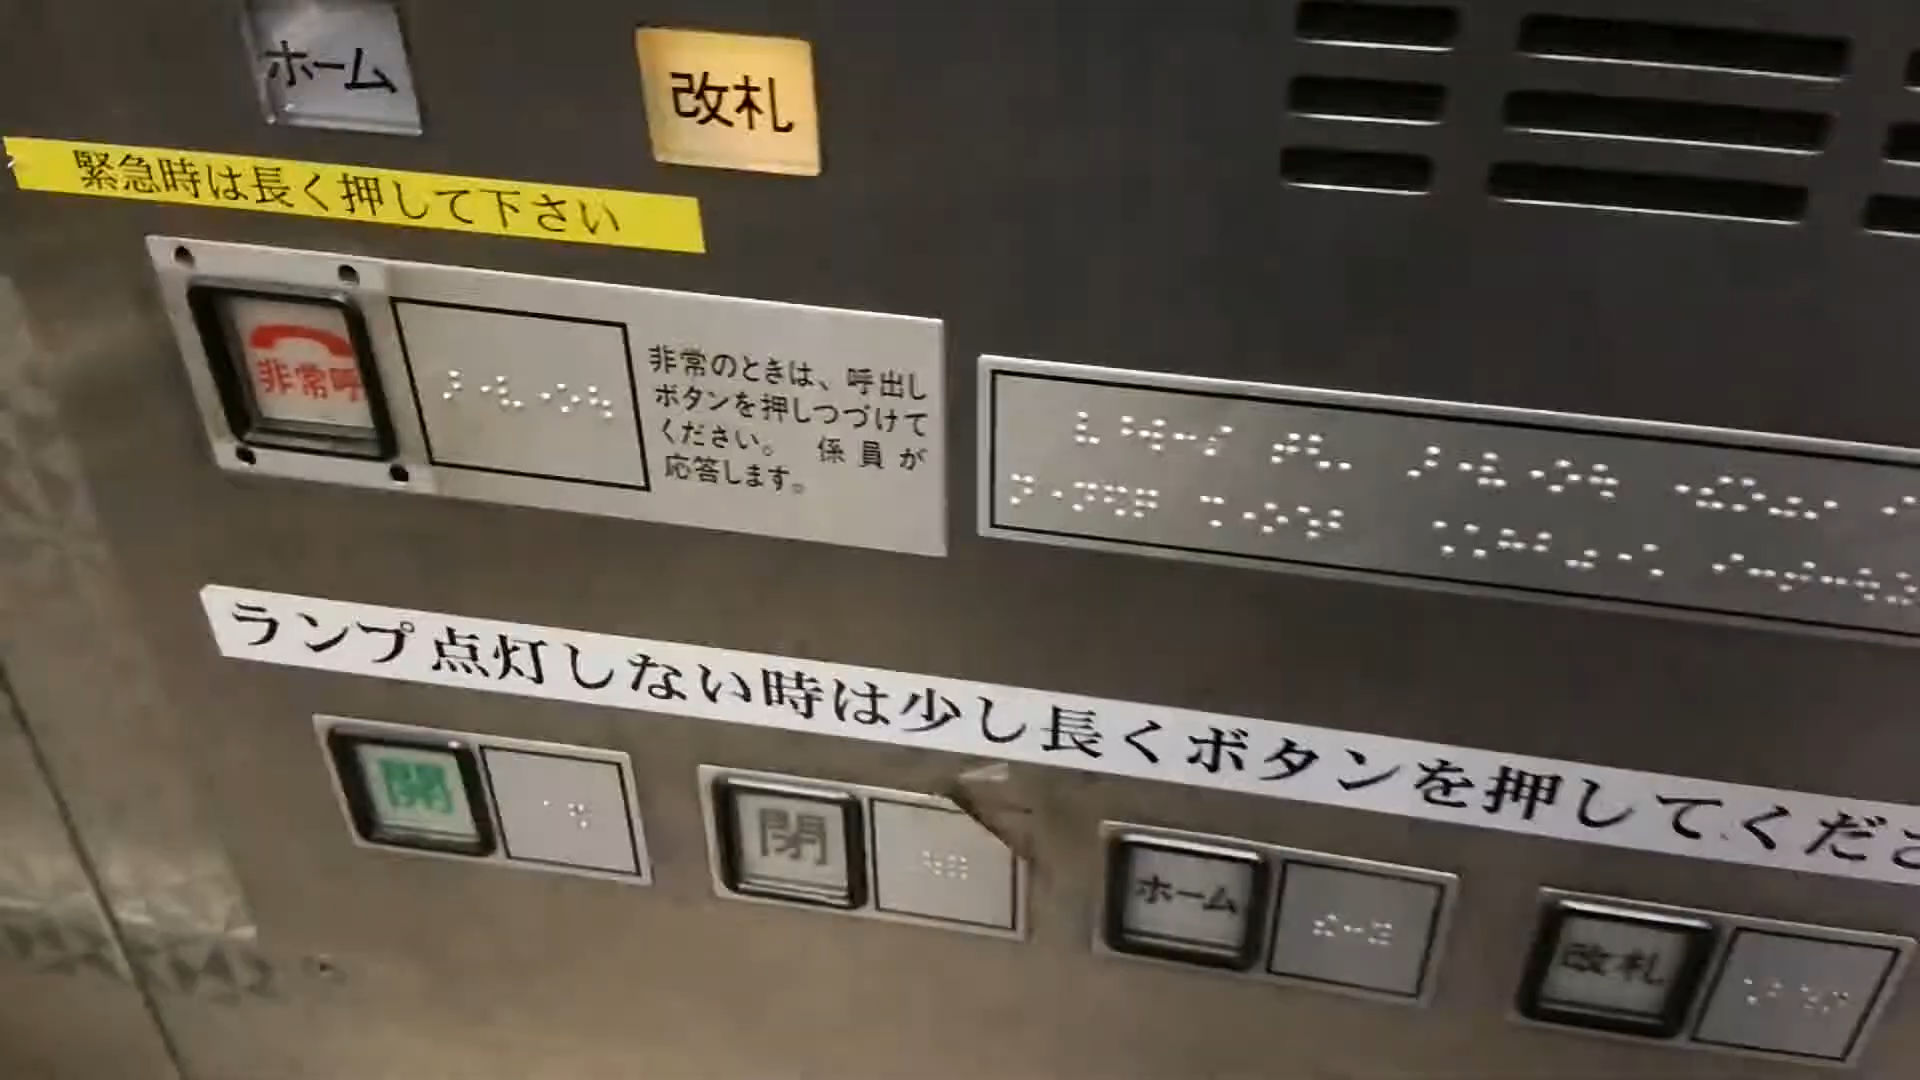 ホーム
改札
緊急時は長く押して下さい
非常呼
非常のときは、呼出し
ボタンを押しつづけて
ください。 係員が
応答します。
ランプ点灯しない時は少し長くボタンを押してくださ
開
閉
ホーム
改札